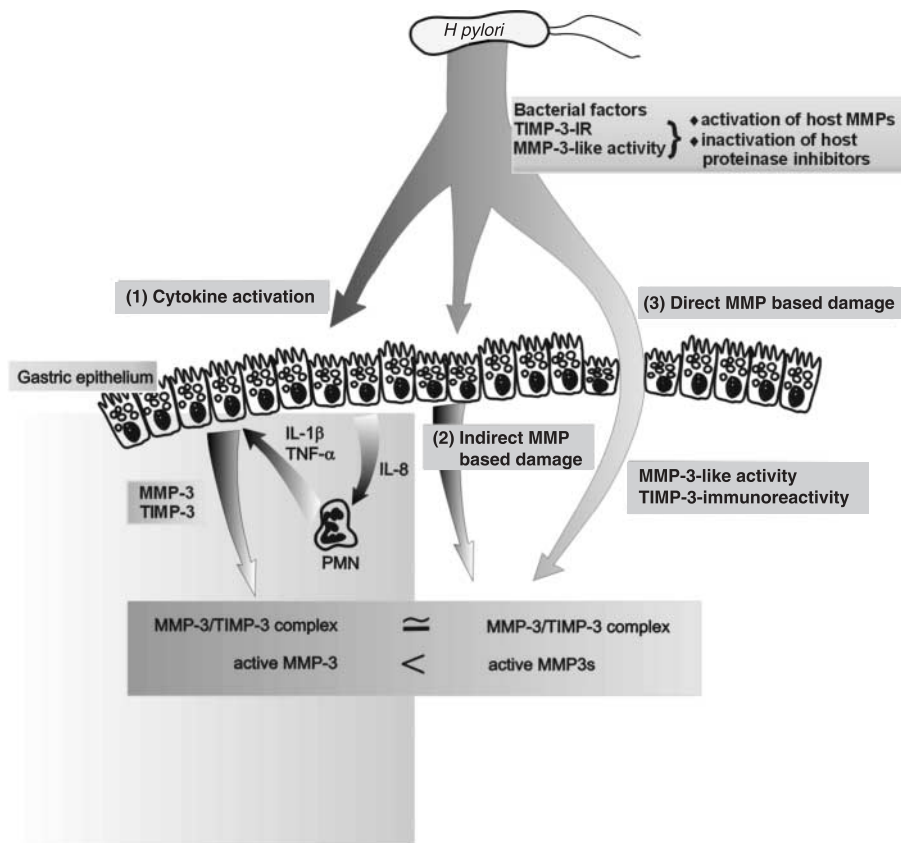 H pylori
Bacterial factors
TIMP-3-IR
MMP-3-like activity
♦ activation of host MMPs
♦ inactivation of host
proteinase inhibitors
(1) Cytokine activation
(3) Direct MMP based damage
Gastric epithelium
IL-1β
TNF-α
IL-8
(2) Indirect MMP
based damage
MMP-3
TIMP-3
PMN
MMP-3-like activity
TIMP-3-immunoreactivity
MMP-3/TIMP-3 complex ≅ MMP-3/TIMP-3 complex
active MMP-3 < active MMP3s